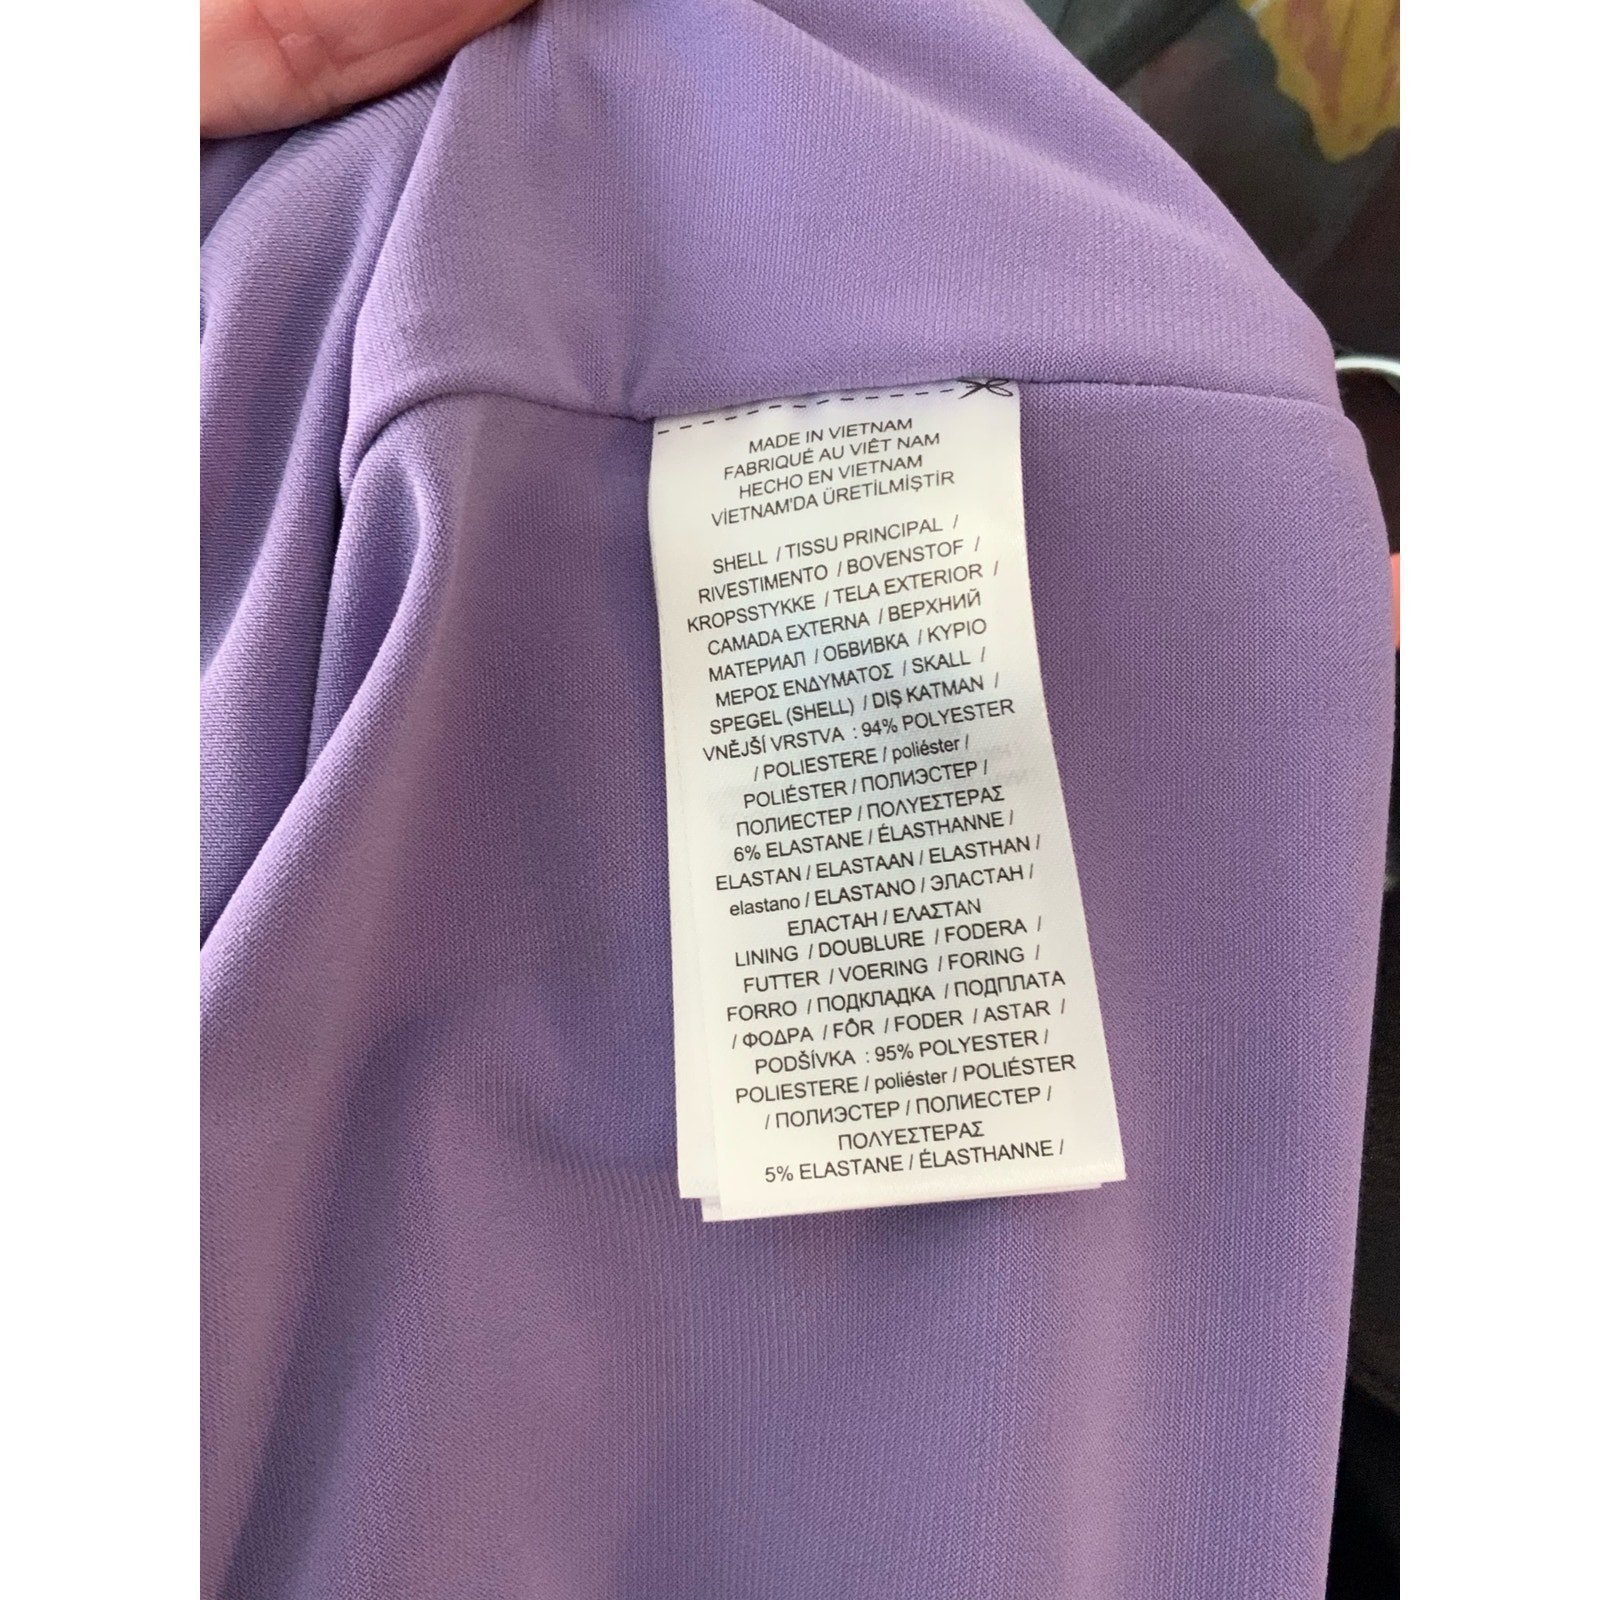 MADE IN VIETNAM
FABRIQUÉ AU VIÊT NAM
HECHO EN VIETNAM
VİETNAM'DA ÜRETİLMİŞTİR
SHELL / TISSU PRINCIPAL /
RIVESTIMENTO / BOVENSTOF /
KROPSSTYKKE / TELA EXTERIOR /
CAMADA EXTERNA / ВЕРХНИЙ
МАТЕРИАЛ / ОБВИВКА / ΚΥΡΙΟ
ΜΕΡΟΣ ΕΝΔΥΜΑΤΟΣ / SKALL /
SPEGEL (SHELL) / DIŞ KATMAN /
VNĚJŠÍ VRSTVA : 94% POLYESTER
/ POLIESTERE / poliéster /
POLIÉSTER / ПОЛИЭСТЕР /
ПОЛИЕСТЕР / ΠΟΛΥΕΣΤΕΡΑΣ
6% ELASTANE / ÉLASTHANNE /
ELASTAN / ELASTAAN / ELASTHAN /
elastano / ELASTANO / ЭЛАСТАН /
ЕЛАСТАН / ΕΛΑΣΤΑΝ
LINING / DOUBLURE / FODERA /
FUTTER / VOERING / FORING /
FORRO / ПОДКЛАДКА / ПОДПЛАТА
/ ΦΟΔΡΑ / FÔR / FODER / ASTAR /
PODŠÍVKA : 95% POLYESTER /
POLIESTERE / poliéster / POLIÉSTER
/ ПОЛИЭСТЕР / ПОЛИЕСТЕР /
ΠΟΛΥΕΣΤΕΡΑΣ
5% ELASTANE / ÉLASTHANNE /